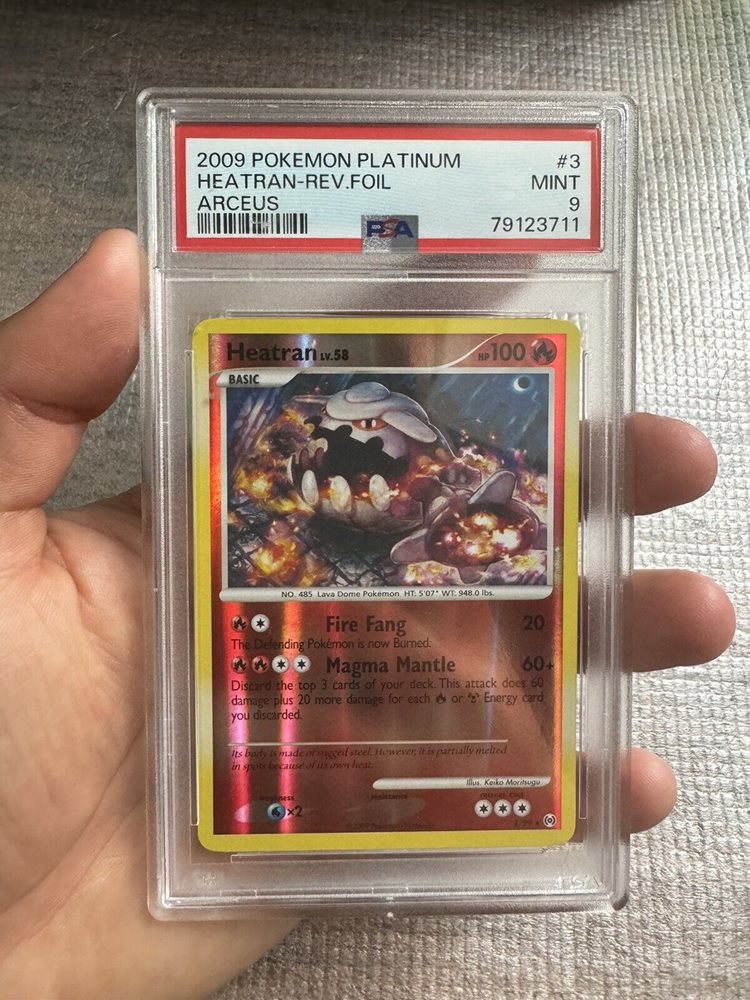 2009 POKEMON PLATINUM #3
HEATRAN-REV.FOIL MINT
ARCEUS 9
PSA 79123711
Heatran LV.58 HP 100
BASIC
NO. 485 Lava Dome Pokémon HT: 5'07" WT: 948.0 lbs.
Fire Fang 20
The Defending Pokémon is now Burned.
Magma Mantle 60+
Discard the top 3 cards of your deck. This attack does 60
damage plus 20 more damage for each or Energy card
you discarded.
Its body is made of rugged steel. However, it is partially melted
in spots because of its own heat.
Illus. Keiko Moritsugu
weakness resistance retreat cost
×2